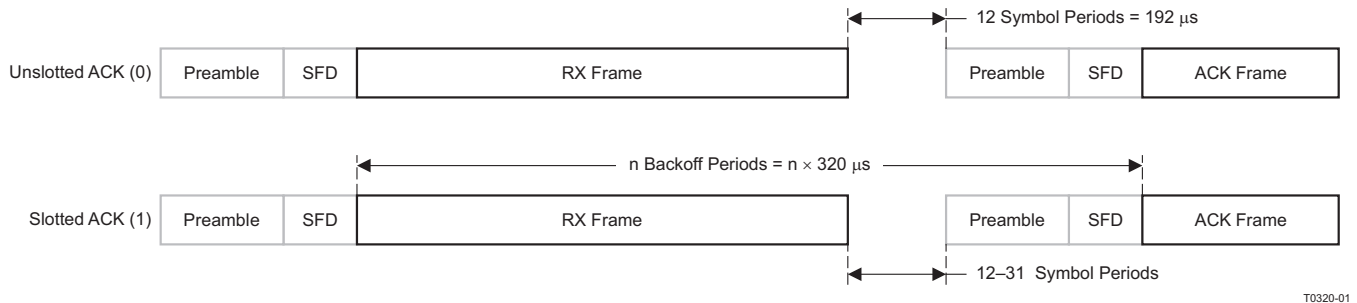 12 Symbol Periods = 192 μs
Unslotted ACK (0) Preamble SFD RX Frame Preamble SFD ACK Frame
n Backoff Periods = n × 320 μs
Slotted ACK (1) Preamble SFD RX Frame Preamble SFD ACK Frame
12–31 Symbol Periods
T0320-01